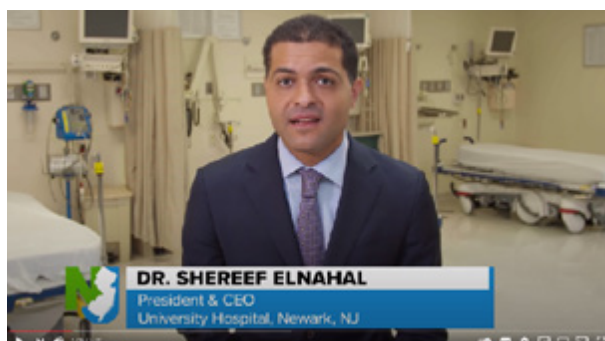 DR. SHEREEF ELNAHAL
President & CEO
University Hospital, Newark, NJ